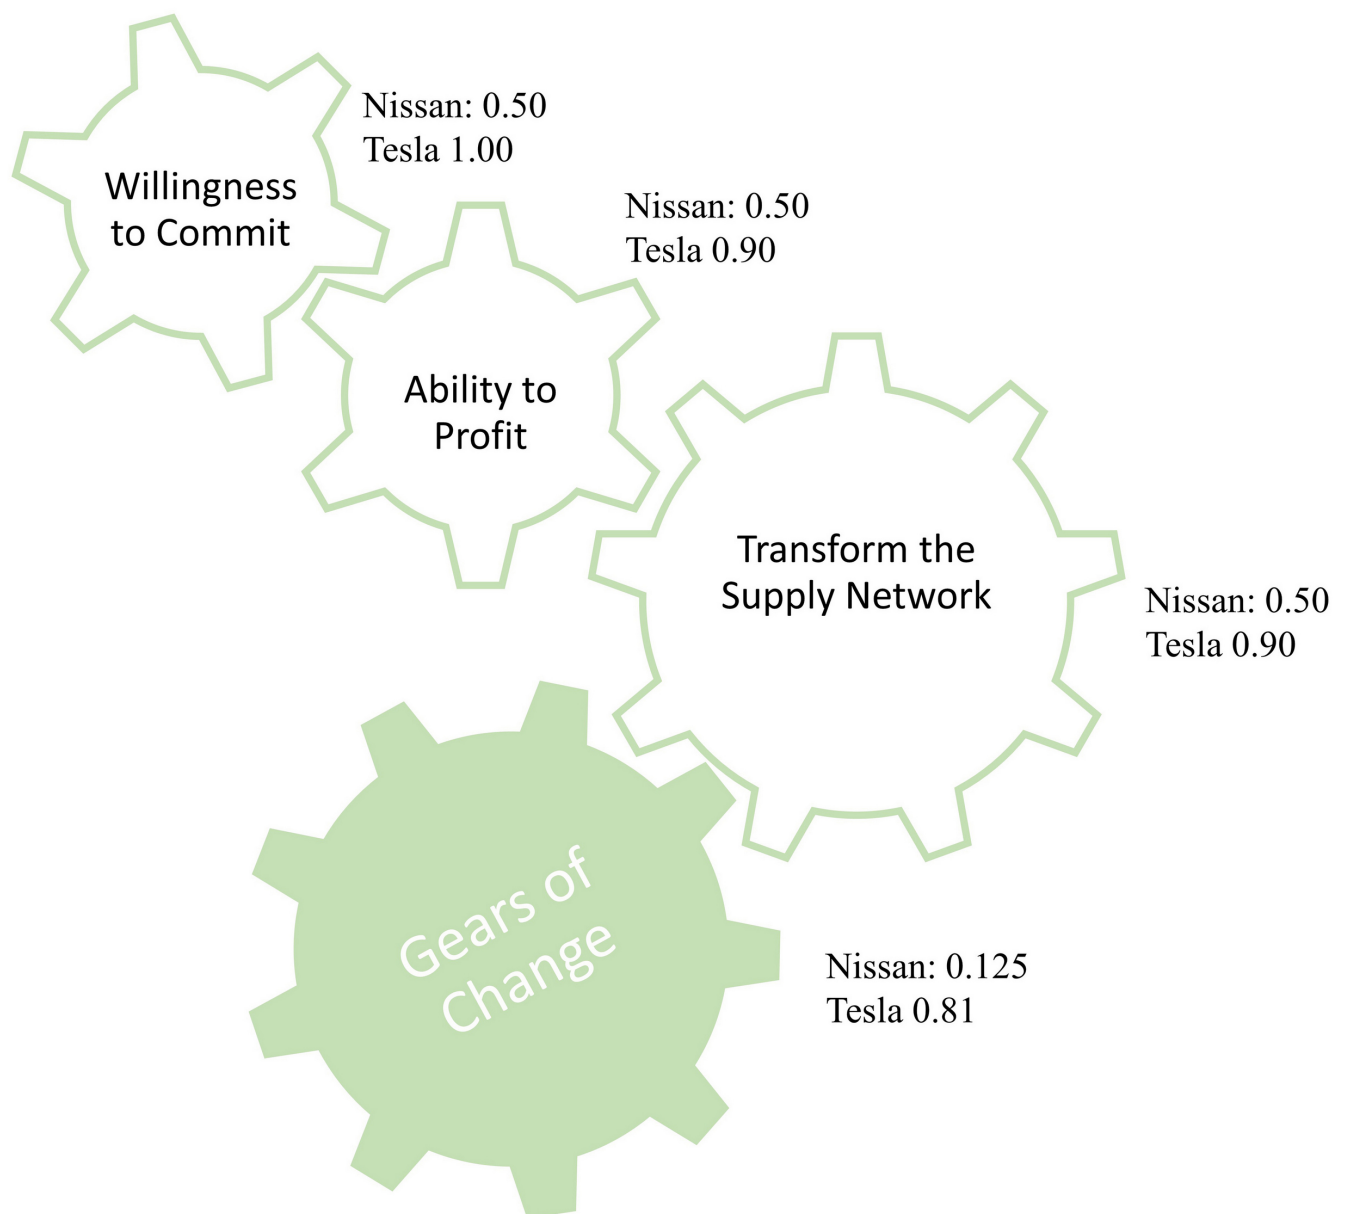 Nissan: 0.50
Tesla 1.00
Willingness
to Commit
Nissan: 0.50
Tesla 0.90
Ability to
Profit
Transform the
Supply Network
Nissan: 0.50
Tesla 0.90
Gears of
Change
Nissan: 0.125
Tesla 0.81